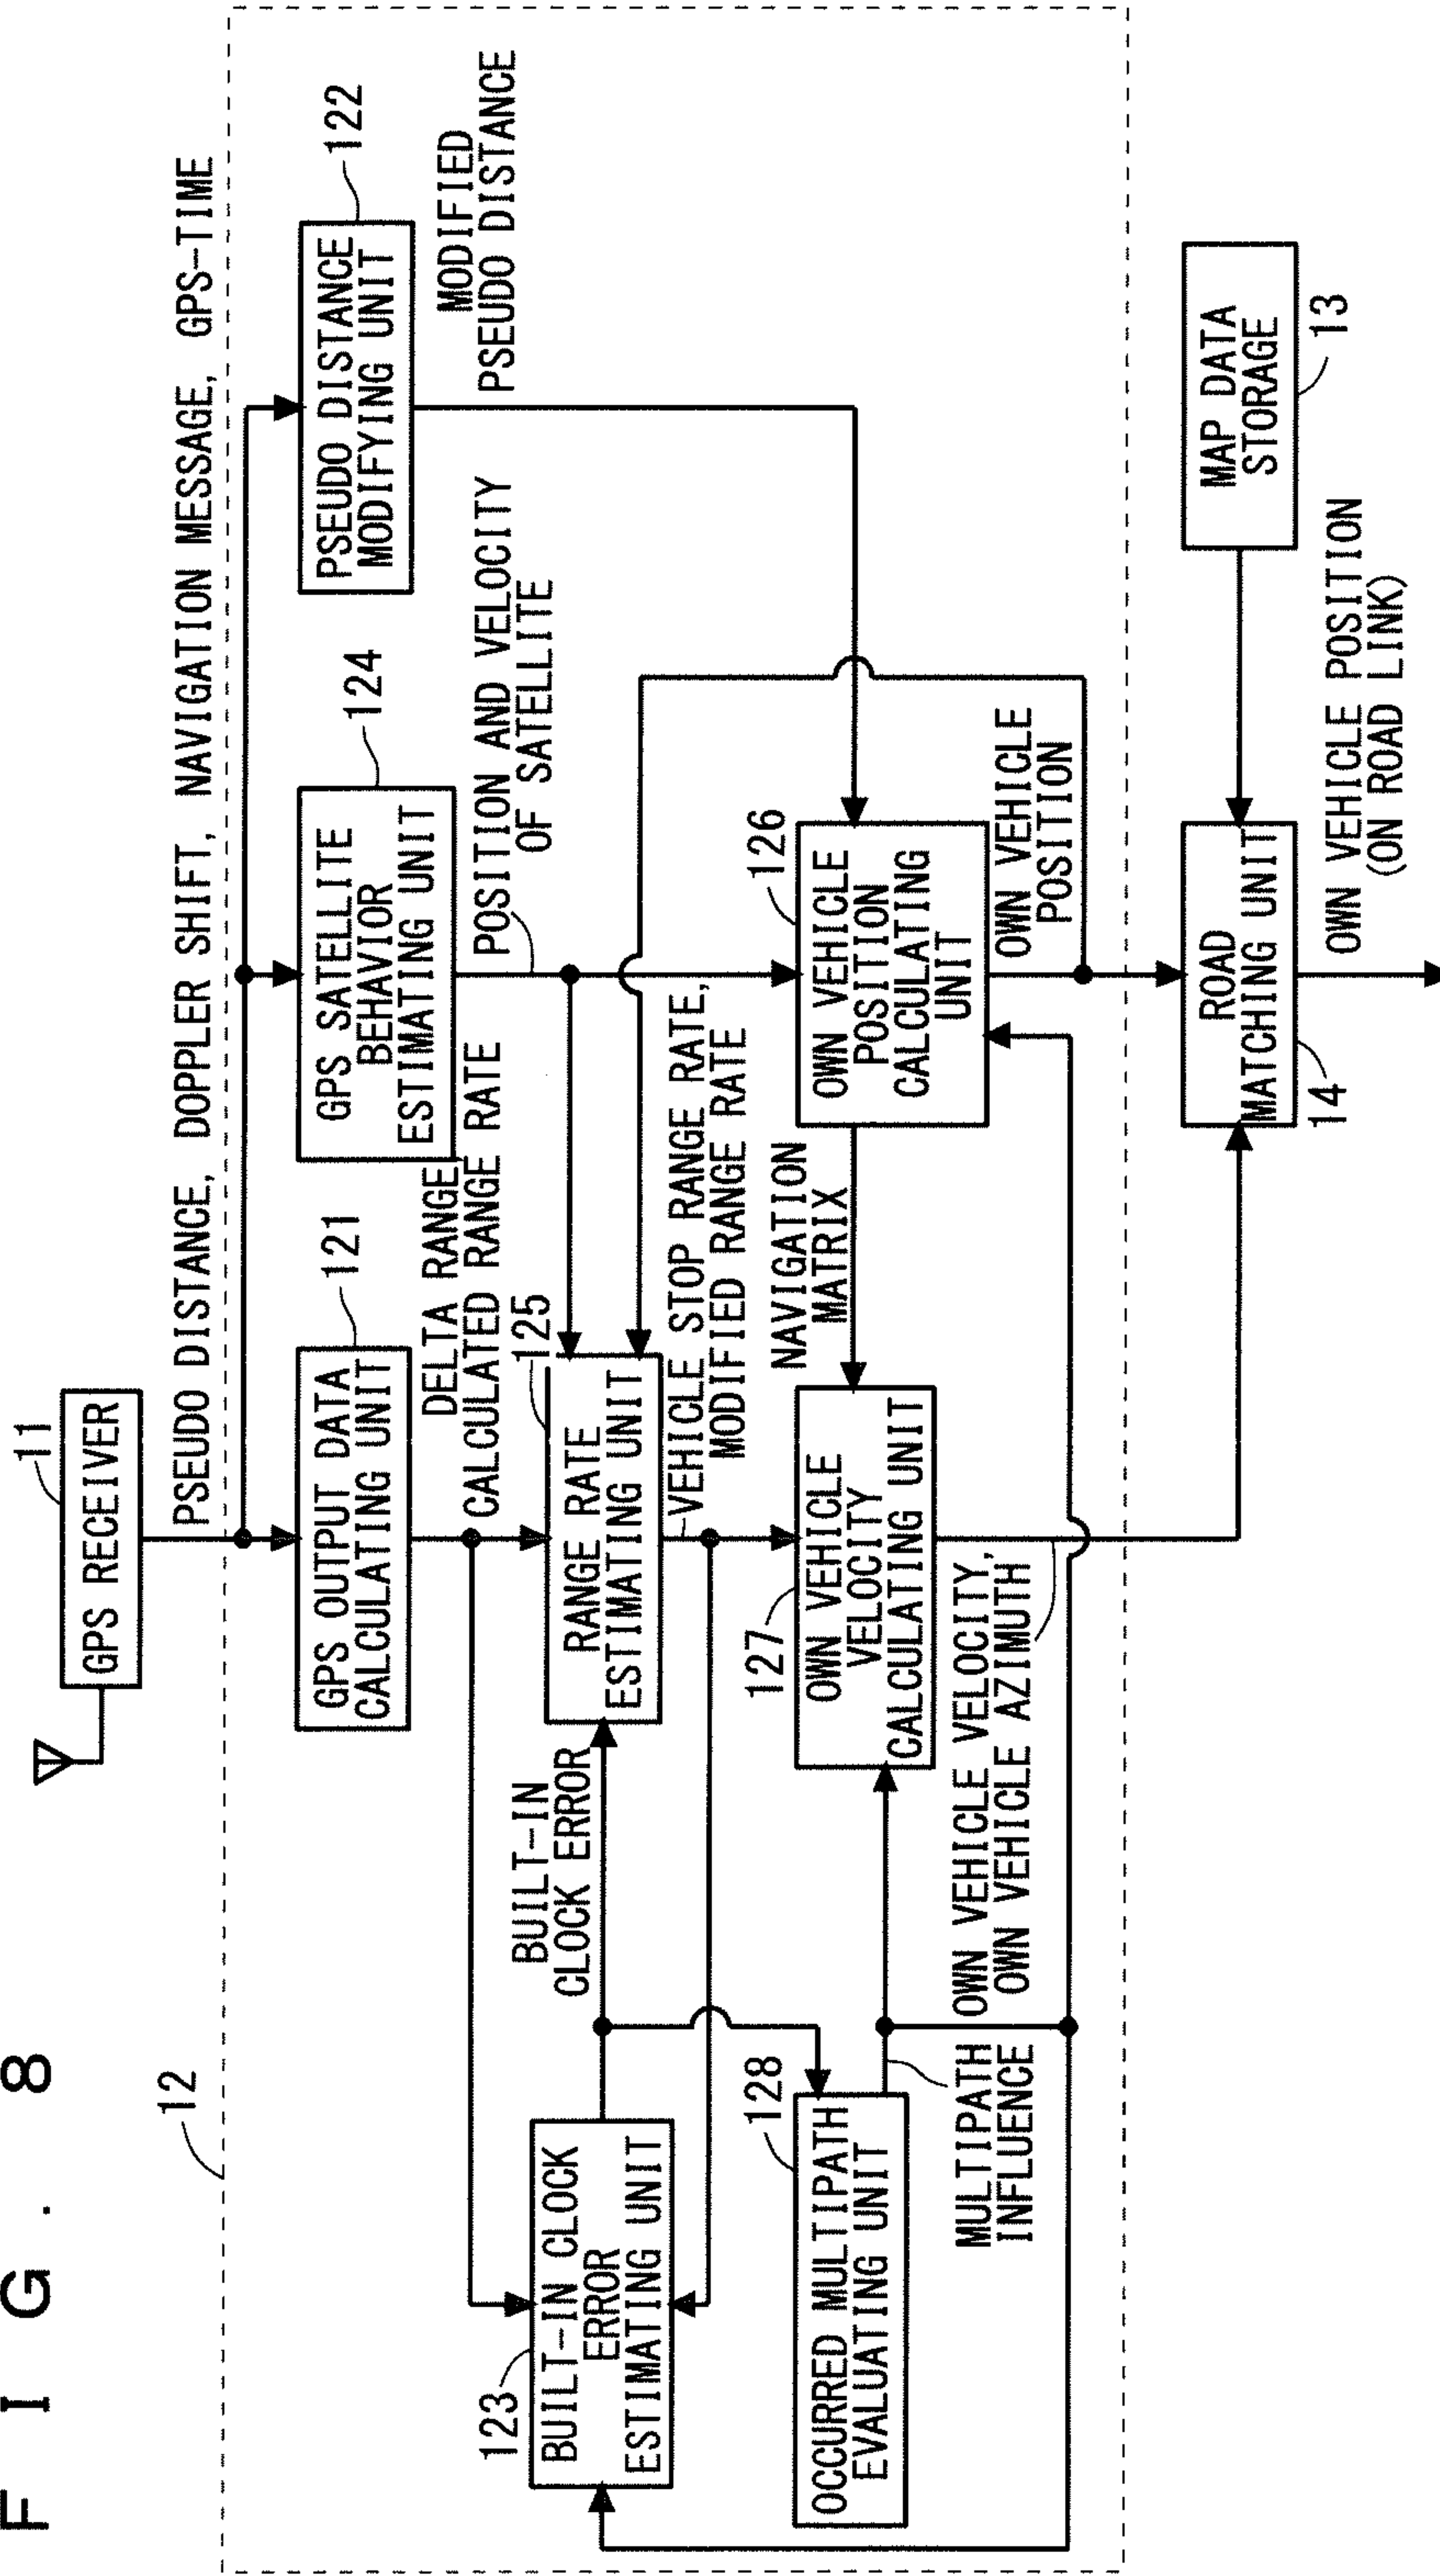 FIG. 8
12
11
GPS RECEIVER
PSEUDO DISTANCE, DOPPLER SHIFT, NAVIGATION MESSAGE, GPS-TIME
121
GPS OUTPUT DATA
CALCULATING UNIT
124
GPS SATELLITE
BEHAVIOR
ESTIMATING UNIT
122
PSEUDO DISTANCE
MODIFYING UNIT
DELTA RANGE
CALCULATED RANGE RATE
POSITION AND VELOCITY
OF SATELLITE
MODIFIED
PSEUDO DISTANCE
123
BUILT-IN CLOCK
ERROR
ESTIMATING UNIT
BUILT-IN
CLOCK ERROR
125
RANGE RATE
ESTIMATING UNIT
VEHICLE STOP RANGE RATE,
MODIFIED RANGE RATE
128
OCCURRED MULTIPATH
EVALUATING UNIT
127
OWN VEHICLE
VELOCITY
CALCULATING UNIT
NAVIGATION
MATRIX
126
OWN VEHICLE
POSITION
CALCULATING
UNIT
MULTIPATH
INFLUENCE
OWN VEHICLE VELOCITY,
OWN VEHICLE AZIMUTH
OWN VEHICLE
POSITION
14
ROAD
MATCHING UNIT
MAP DATA
STORAGE
13
OWN VEHICLE POSITION
(ON ROAD LINK)